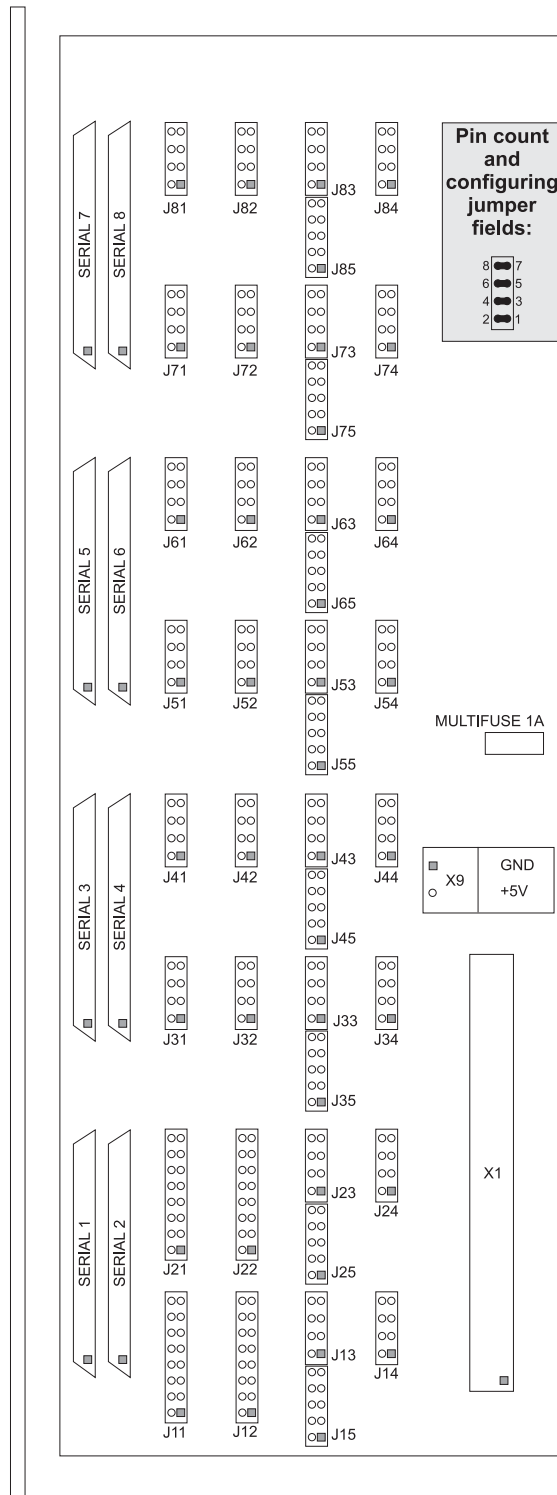 Pin count
and
configuring
jumper
fields:
8 7
6 5
4 3
2 1
SERIAL 7
SERIAL 8
J81
J82
J83
J84
J85
J71
J72
J73
J74
J75
SERIAL 5
SERIAL 6
J61
J62
J63
J64
J65
J51
J52
J53
J54
J55
MULTIFUSE 1A
SERIAL 3
SERIAL 4
J41
J42
J43
J44
J45
X9
GND
+5V
J31
J32
J33
J34
J35
SERIAL 1
SERIAL 2
J21
J22
J23
J24
J25
X1
J11
J12
J13
J14
J15